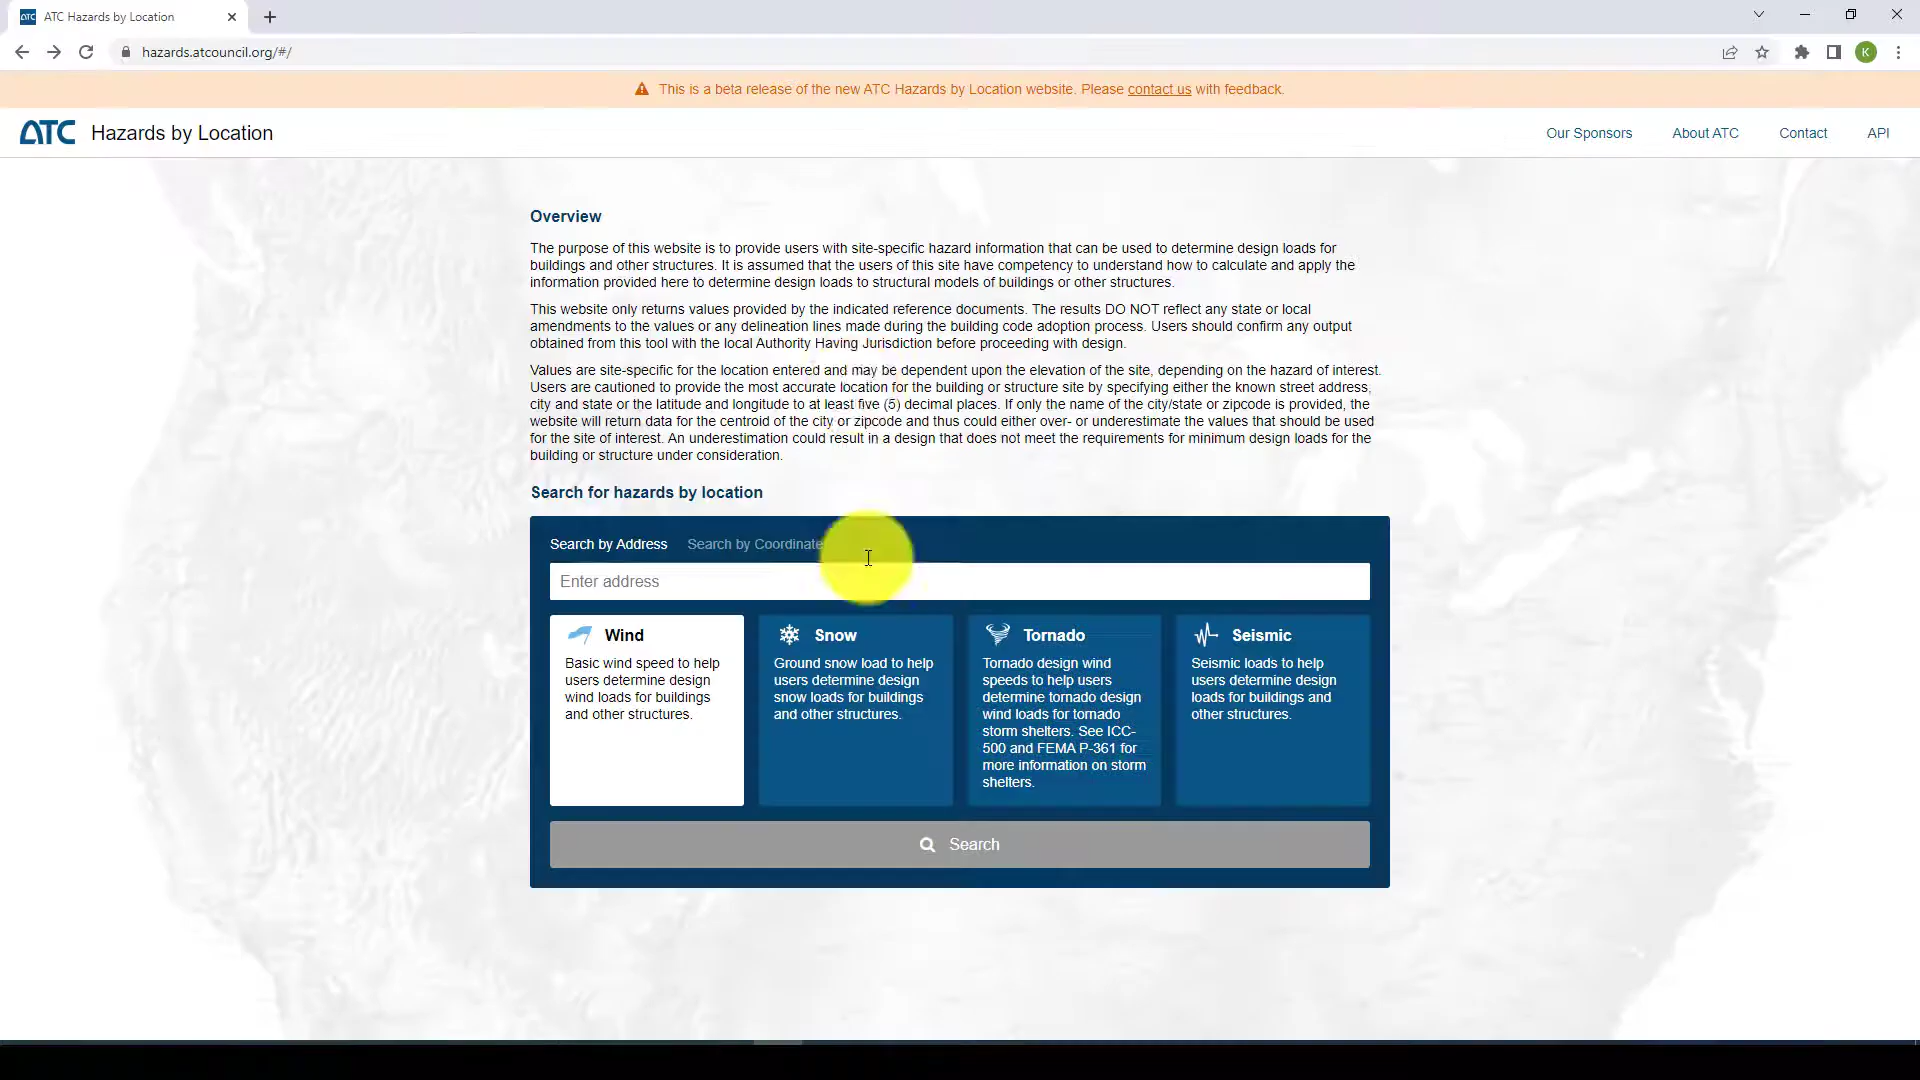 ATC ATC Hazards by Location
hazards.atcouncil.org/#/
K
This is a beta release of the new ATC Hazards by Location website. Please contact us with feedback.
ATC Hazards by Location
Our Sponsors About ATC Contact API
Overview
The purpose of this website is to provide users with site-specific hazard information that can be used to determine design loads for
buildings and other structures. It is assumed that the users of this site have competency to understand how to calculate and apply the
information provided here to determine design loads to structural models of buildings or other structures.
This website only returns values provided by the indicated reference documents. The results DO NOT reflect any state or local
amendments to the values or any delineation lines made during the building code adoption process. Users should confirm any output
obtained from this tool with the local Authority Having Jurisdiction before proceeding with design.
Values are site-specific for the location entered and may be dependent upon the elevation of the site, depending on the hazard of interest.
Users are cautioned to provide the most accurate location for the building or structure site by specifying either the known street address,
city and state or the latitude and longitude to at least five (5) decimal places. If only the name of the city/state or zipcode is provided, the
website will return data for the centroid of the city or zipcode and thus could either over- or underestimate the values that should be used
for the site of interest. An underestimation could result in a design that does not meet the requirements for minimum design loads for the
building or structure under consideration.
Search for hazards by location
Search by Address Search by Coordinate
Enter address
Wind
Basic wind speed to help
users determine design
wind loads for buildings
and other structures.
Snow
Ground snow load to help
users determine design
snow loads for buildings
and other structures.
Tornado
Tornado design wind
speeds to help users
determine tornado design
wind loads for tornado
storm shelters. See ICC-
500 and FEMA P-361 for
more information on storm
shelters.
Seismic
Seismic loads to help
users determine design
loads for buildings and
other structures.
Search